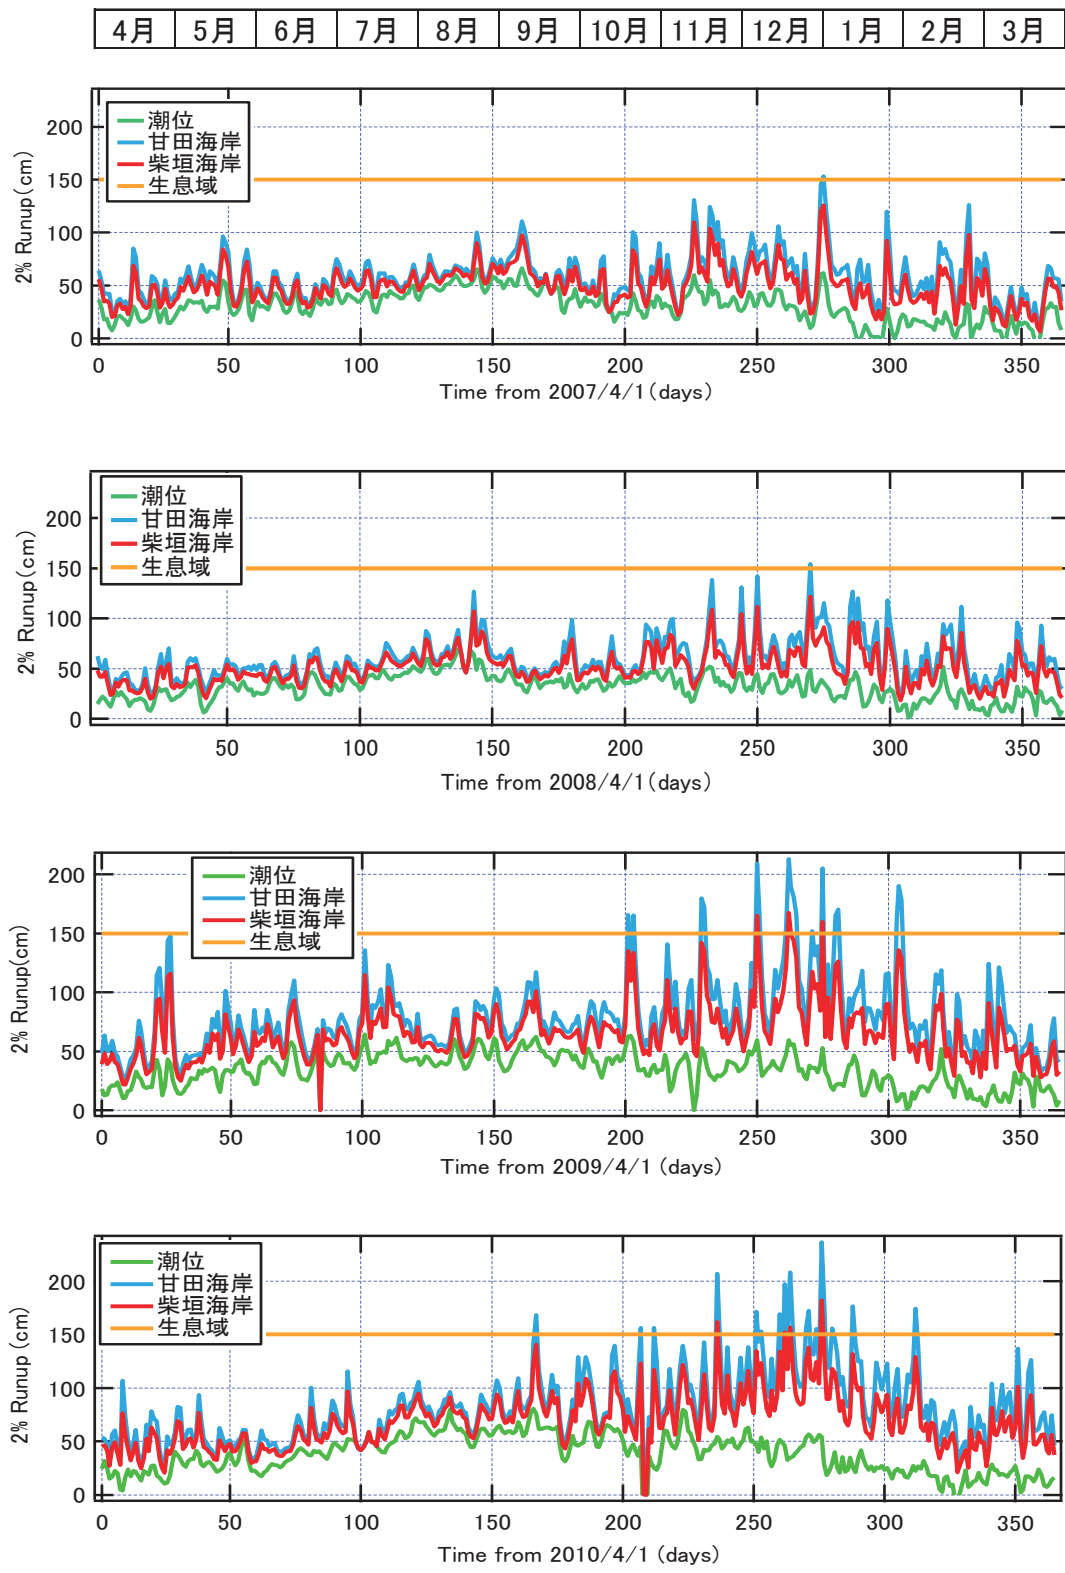 4月 5月 6月 7月 8月 9月 10月 11月 12月 1月 2月 3月
潮位
甘田海岸
柴垣海岸
生息域
2% Runup(cm)
200
150
100
50
0
0 50 100 150 200 250 300 350
Time from 2007/4/1(days)
潮位
甘田海岸
柴垣海岸
生息域
2% Runup(cm)
200
150
100
50
0
50 100 150 200 250 300 350
Time from 2008/4/1(days)
潮位
甘田海岸
柴垣海岸
生息域
2% Runup(cm)
200
150
100
50
0
0 50 100 150 200 250 300 350
Time from 2009/4/1 (days)
潮位
甘田海岸
柴垣海岸
生息域
2% Runup (cm)
200
150
100
50
0
0 50 100 150 200 250 300 350
Time from 2010/4/1 (days)